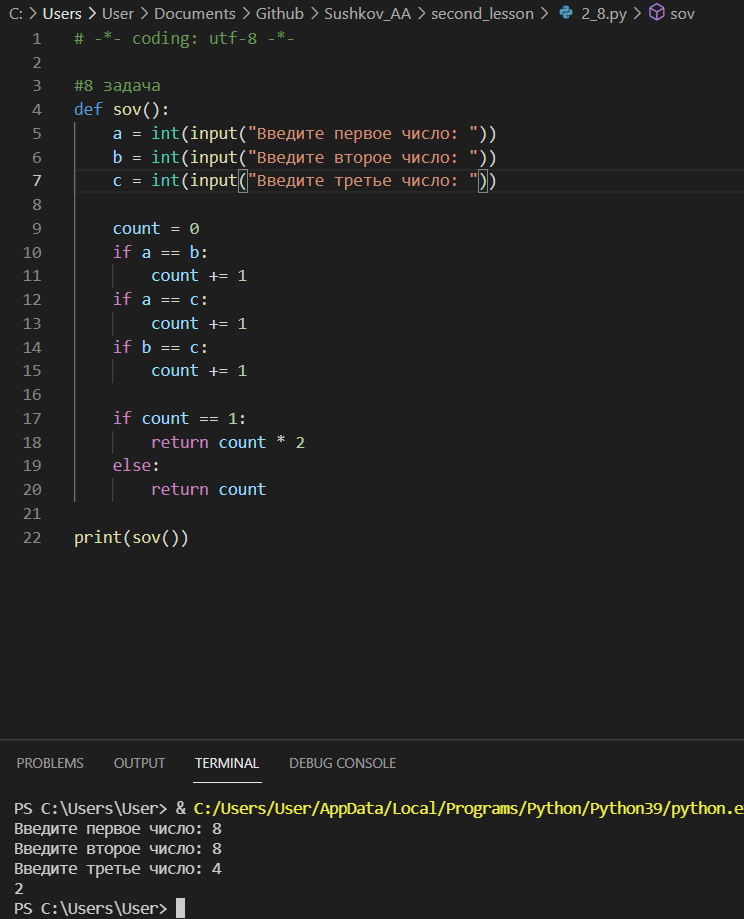 C: > Users > User > Documents > Github > Sushkov_AA > second_lesson > 2_8.py > sov
1 # -*- coding: utf-8 -*-
2
3 #8 задача
4 def sov():
5 a = int(input("Введите первое число: "))
6 b = int(input("Введите второе число: "))
7 c = int(input("Введите третье число: "))
8
9 count = 0
10 if a == b:
11 count += 1
12 if a == c:
13 count += 1
14 if b == c:
15 count += 1
16
17 if count == 1:
18 return count * 2
19 else:
20 return count
21
22 print(sov())
PROBLEMS OUTPUT TERMINAL DEBUG CONSOLE
PS C:\Users\User> & C:/Users/User/AppData/Local/Programs/Python/Python39/python.e
Введите первое число: 8
Введите второе число: 8
Введите третье число: 4
2
PS C:\Users\User>